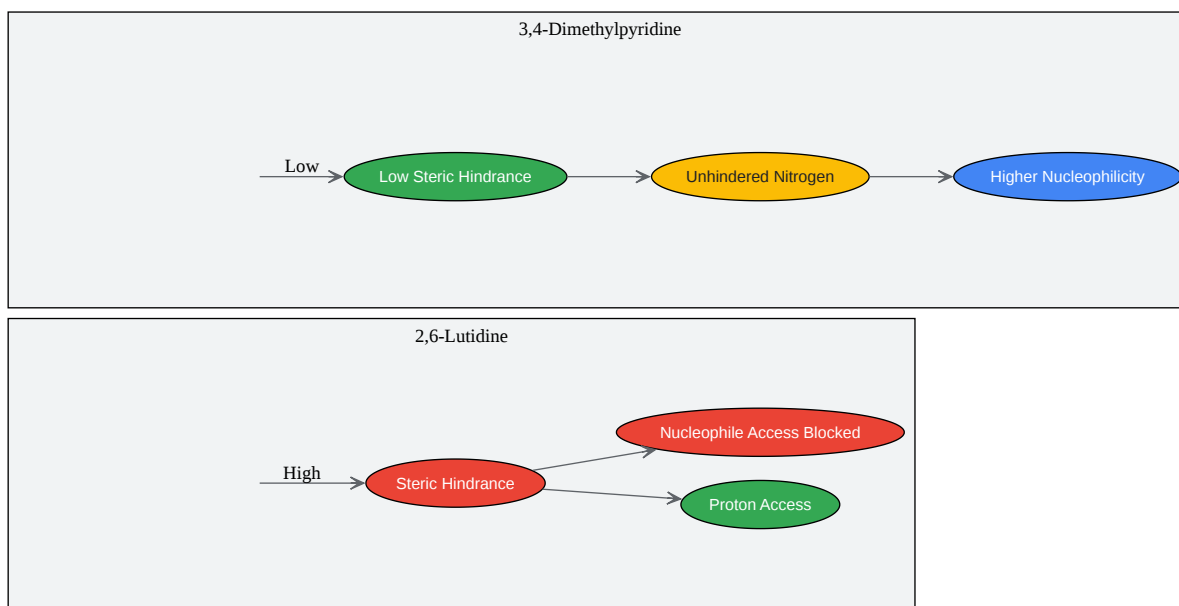 3,4-Dimethylpyridine
Low
Low Steric Hindrance
Unhindered Nitrogen
Higher Nucleophilicity
2,6-Lutidine
Nucleophile Access Blocked
High
Steric Hindrance
Proton Access